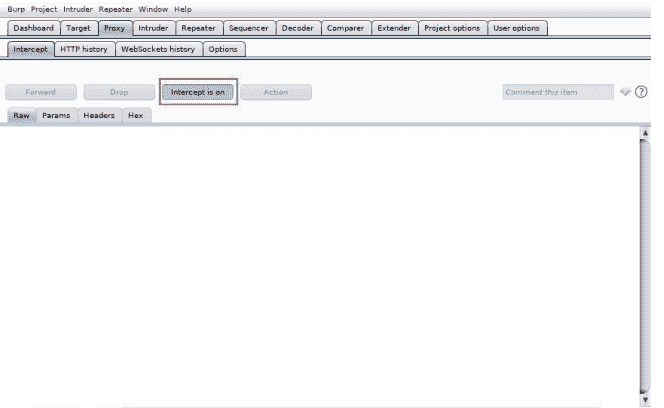 Burp Project Intruder Repeater Window Help
Dashboard Target Proxy Intruder Repeater Sequencer Decoder Comparer Extender Project options User options
Intercept HTTP history WebSockets history Options
Forward Drop Intercept is on Action Comment this item ?
Raw Params Headers Hex